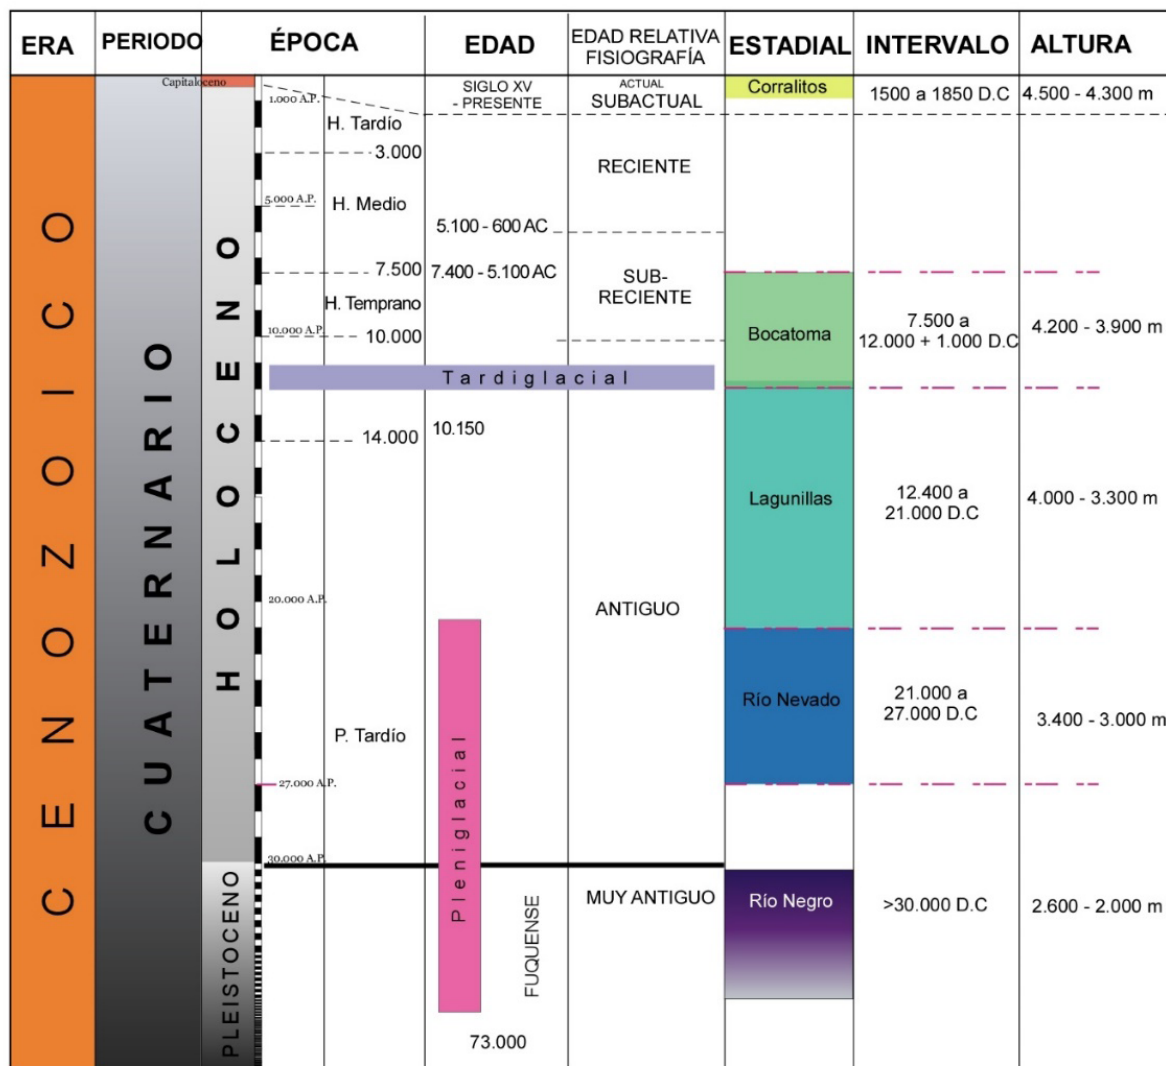 ERA
PERIODO
ÉPOCA
EDAD
EDAD RELATIVA
FISIOGRAFÍA
ESTADIAL
INTERVALO
ALTURA
CENOZOICO
CUATERNARIO
Capitaloceno
HOLOCENO
PLEISTOCENO
1.000 A.P.
H. Tardío
3.000
5.000 A.P.
H. Medio
7.500
H. Temprano
10.000 A.P.
10.000
Tardiglacial
14.000
20.000 A.P.
P. Tardío
27.000 A.P.
30.000 A.P.
SIGLO XV
- PRESENTE
5.100 - 600 AC
7.400 - 5.100 AC
10.150
Pleniglacial
FUQUENSE
73.000
ACTUAL
SUBACTUAL
RECIENTE
SUB-
RECIENTE
ANTIGUO
MUY ANTIGUO
Corralitos
1500 a 1850 D.C
4.500 - 4.300 m
Bocatoma
7.500 a
12.000 + 1.000 D.C
4.200 - 3.900 m
Lagunillas
12.400 a
21.000 D.C
4.000 - 3.300 m
Río Nevado
21.000 a
27.000 D.C
3.400 - 3.000 m
Río Negro
>30.000 D.C
2.600 - 2.000 m